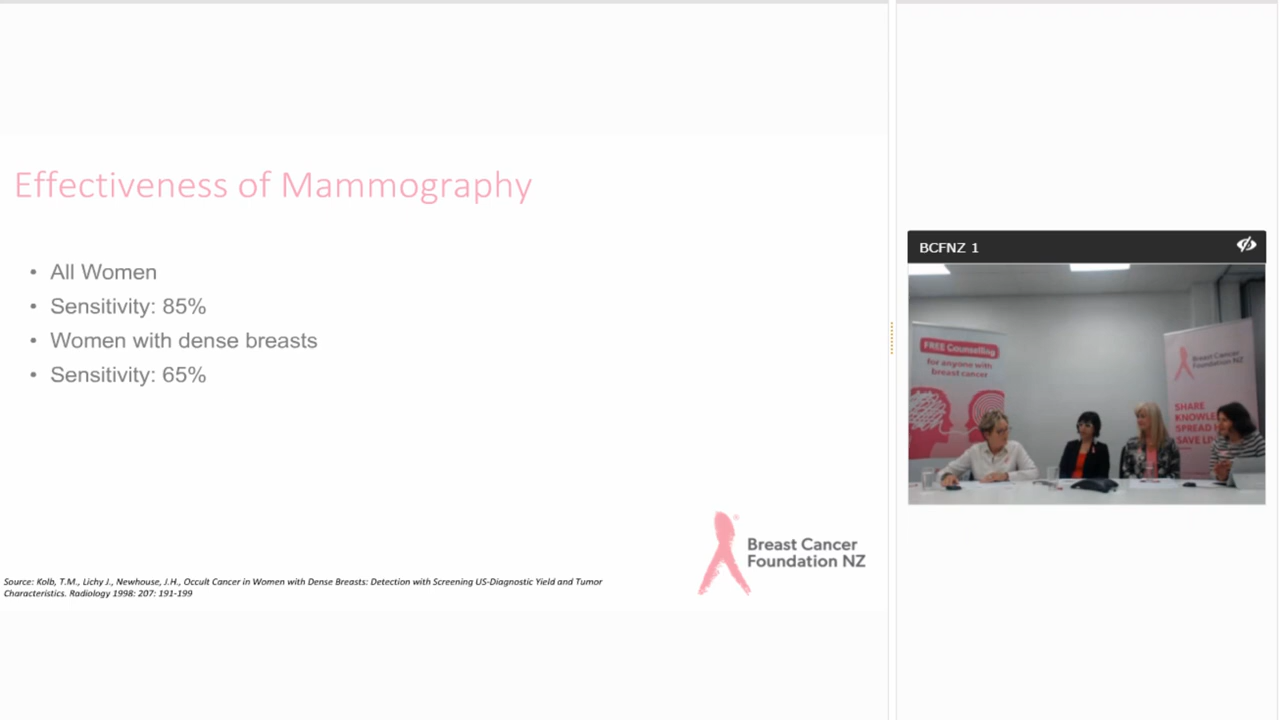 Effectiveness of Mammography
• All Women
• Sensitivity: 85%
• Women with dense breasts
• Sensitivity: 65%
Breast Cancer
Foundation NZ
Source: Kolb, T.M., Lichy J., Newhouse, J.H., Occult Cancer in Women with Dense Breasts: Detection with Screening US-Diagnostic Yield and Tumor
Characteristics. Radiology 1998: 207: 191-199
BCFNZ 1
FREE Counselling
for anyone with
breast cancer
Breast Cancer
Foundation NZ
SHARE
KNOWLE
SPREAD H
SAVE